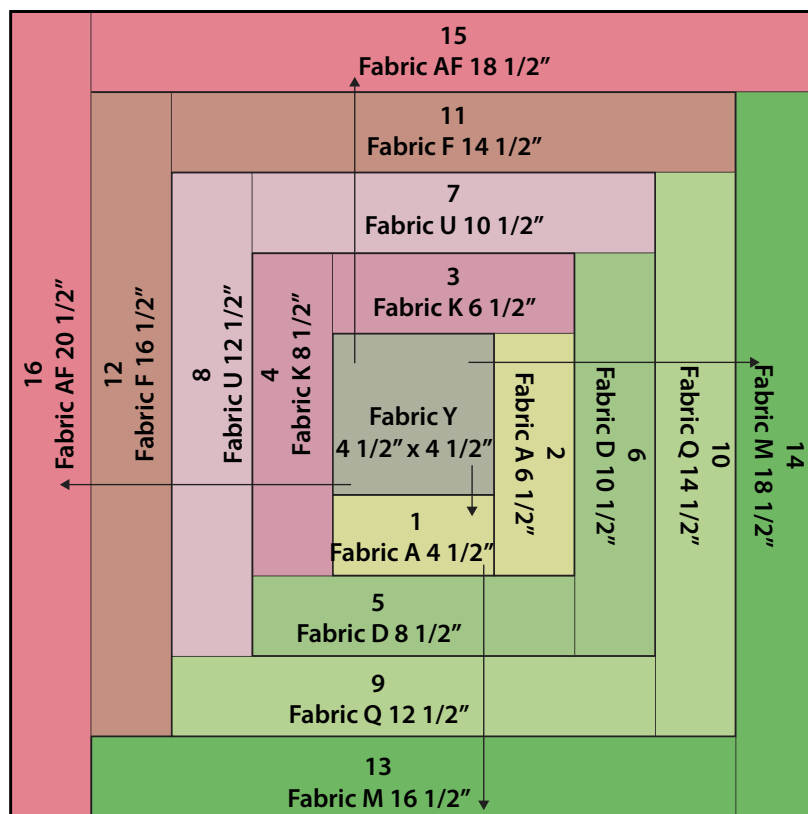 15
Fabric AF 18 1/2”
11
Fabric F 14 1/2”
7
Fabric U 10 1/2”
3
Fabric K 6 1/2”
16
Fabric AF 20 1/2”
12
Fabric F 16 1/2”
8
Fabric U 12 1/2”
4
Fabric K 8 1/2”
Fabric Y
4 1/2” x 4 1/2”
2
Fabric A 6 1/2”
6
Fabric D 10 1/2”
10
Fabric Q 14 1/2”
14
Fabric M 18 1/2”
1
Fabric A 4 1/2”
5
Fabric D 8 1/2”
9
Fabric Q 12 1/2”
13
Fabric M 16 1/2”